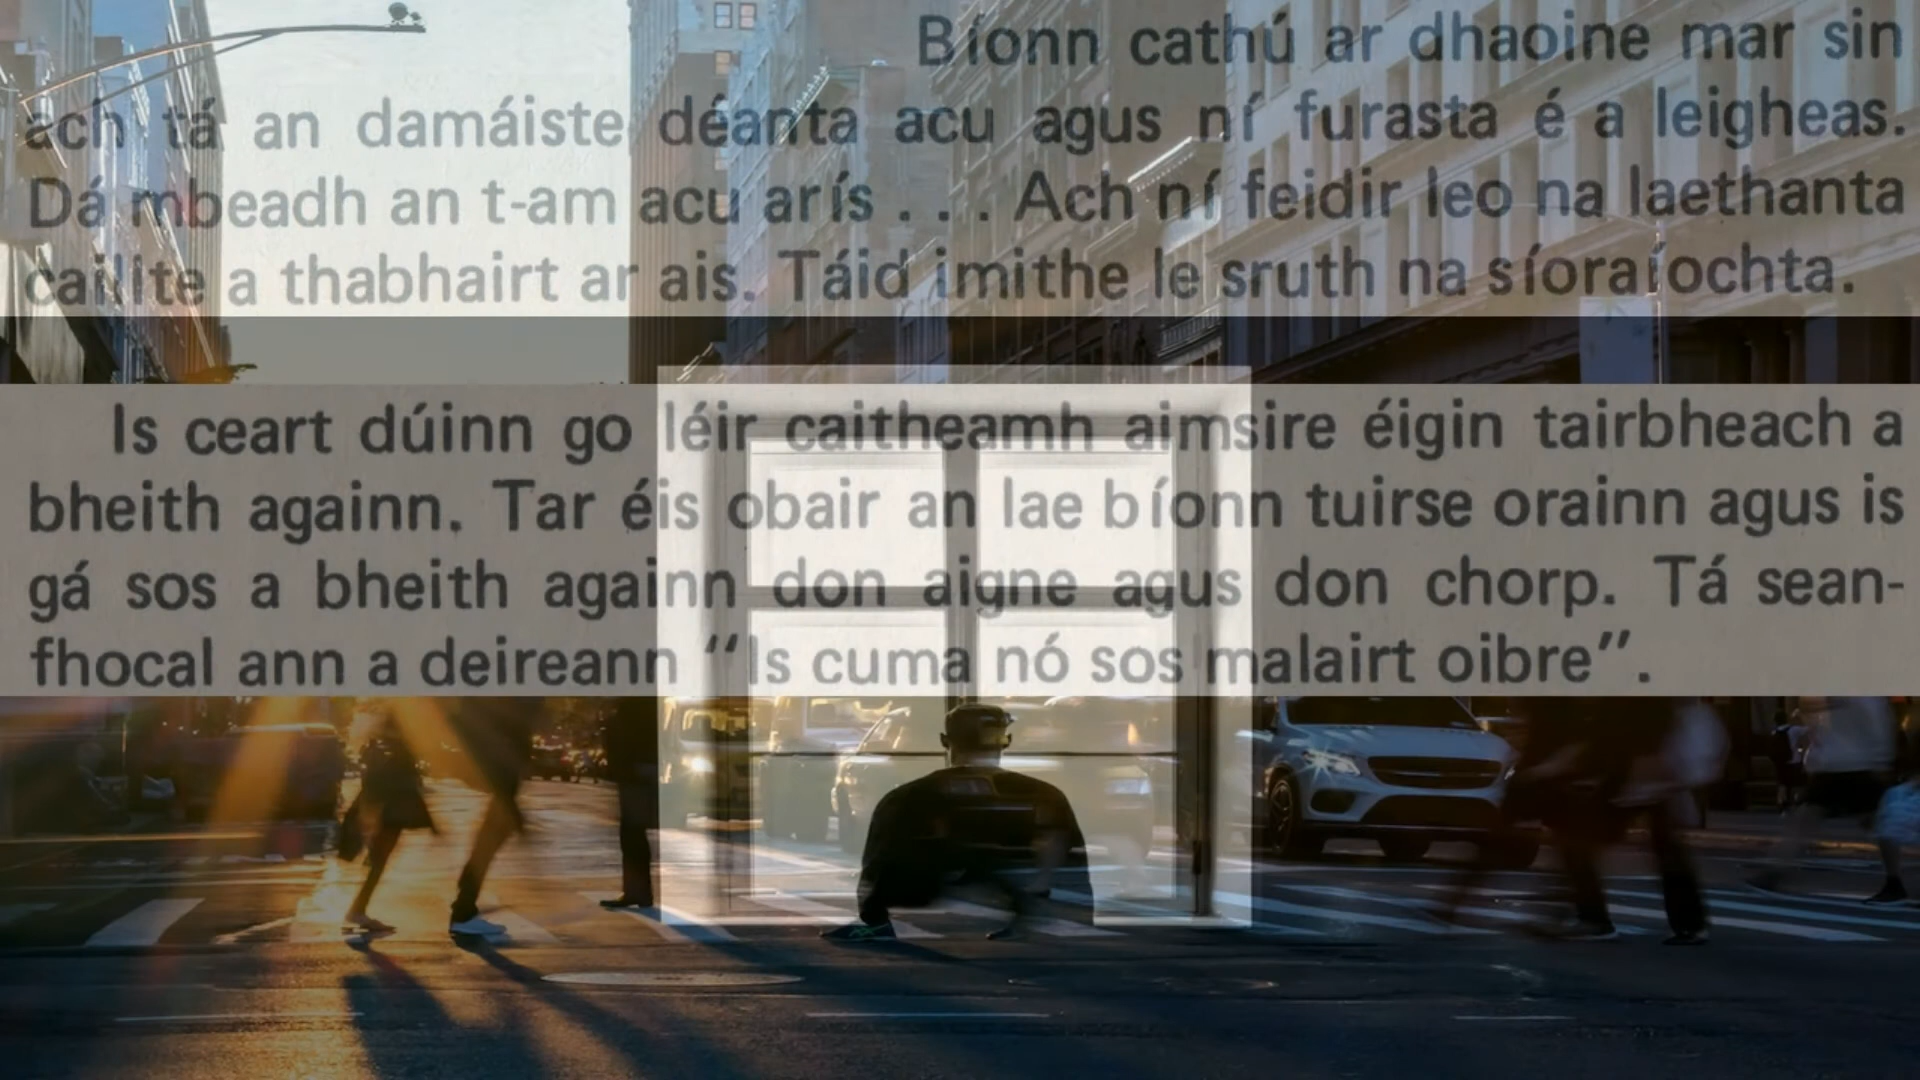 Bíonn cathú ar dhaoine mar sin
ach tá an damáiste déanta acu agus ní furasta é a leigheas.
Dá mbeadh an t-am acu arís . . . Ach ní feidir leo na laethanta
cailìte a thabhairt ar ais. Táid imithe le sruth na síoraíochta.
Is ceart dúinn go léir caitheamh aimsire éigin tairbheach a
bheith againn. Tar éis obair an lae bíonn tuirse orainn agus is
gá sos a bheith againn don aigne agus don chorp. Tá sean-
fhocal ann a deireann “Is cuma nó sos malairt oibre”.